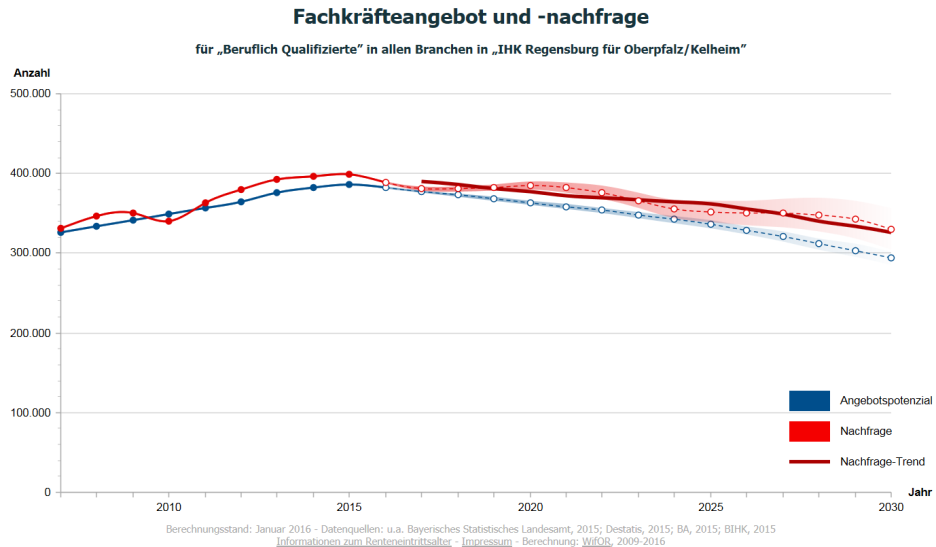 Fachkräfteangebot und -nachfrage
für „Beruflich Qualifizierte” in allen Branchen in „IHK Regensburg für Oberpfalz/Kelheim”
Anzahl
500.000
400.000
300.000
200.000
100.000
0
Angebotspotenzial
Nachfrage
Nachfrage-Trend
Jahr
2010 2015 2020 2025 2030
Berechnungsstand: Januar 2016 - Datenquellen: u.a. Bayerisches Statistisches Landesamt, 2015; Destatis, 2015; BA, 2015; BIHK, 2015
Informationen zum Renteneintrittsalter - Impressum - Berechnung: WifOR, 2009-2016